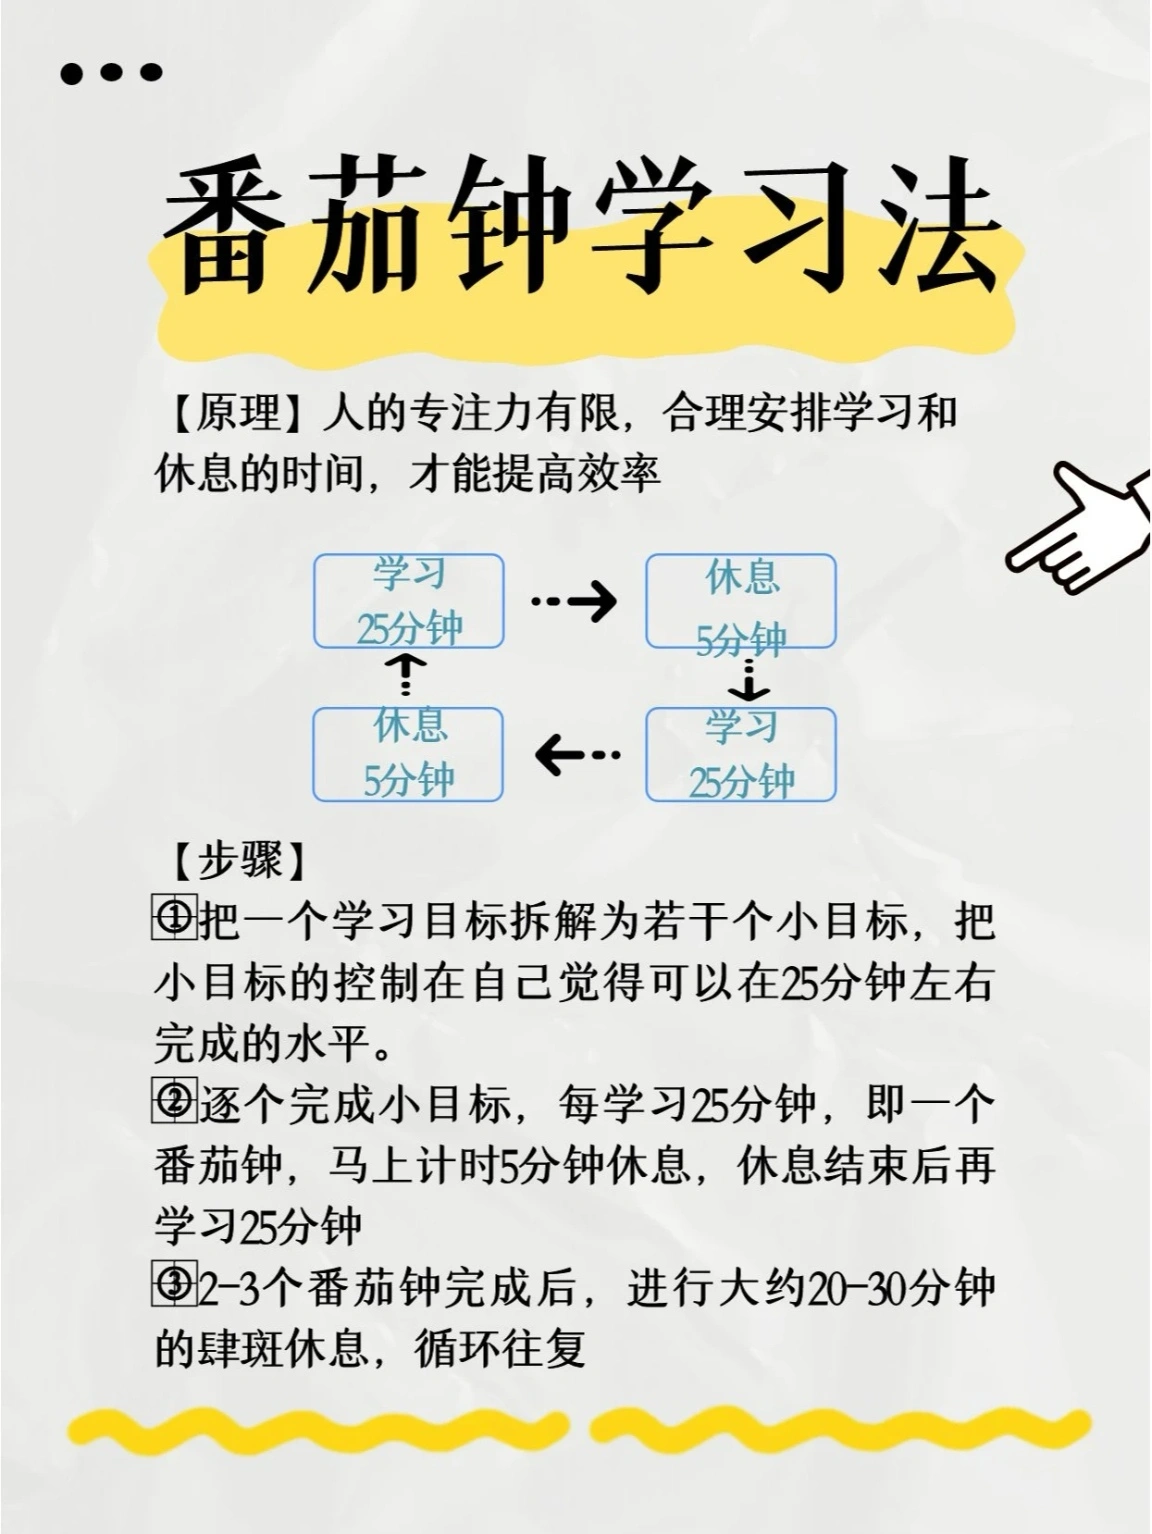 番茄钟学习法
【原理】人的专注力有限，合理安排学习和
休息的时间，才能提高效率
学习
25分钟
休息
5分钟
学习
25分钟
休息
5分钟
【步骤】
①把一个学习目标拆解为若干个小目标，把
小目标的控制在自己觉得可以在25分钟左右
完成的水平。
②逐个完成小目标，每学习25分钟，即一个
番茄钟，马上计时5分钟休息，休息结束后再
学习25分钟
③2-3个番茄钟完成后，进行大约20-30分钟
的肆斑休息，循环往复